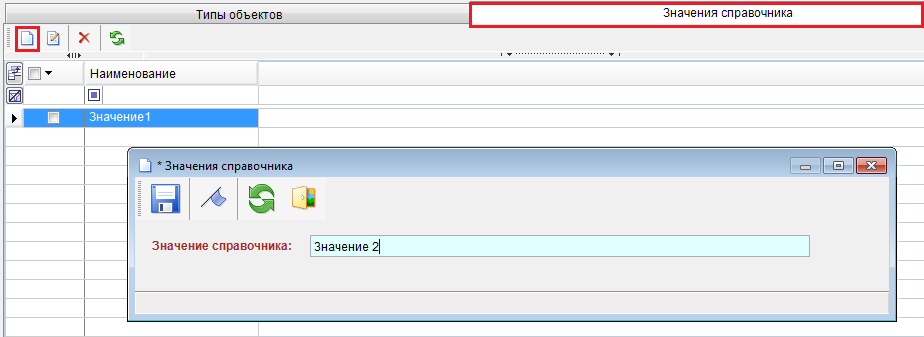 Типы объектов
Значения справочника
Наименование
Значение1
* Значения справочника
Значение справочника:
Значение 2